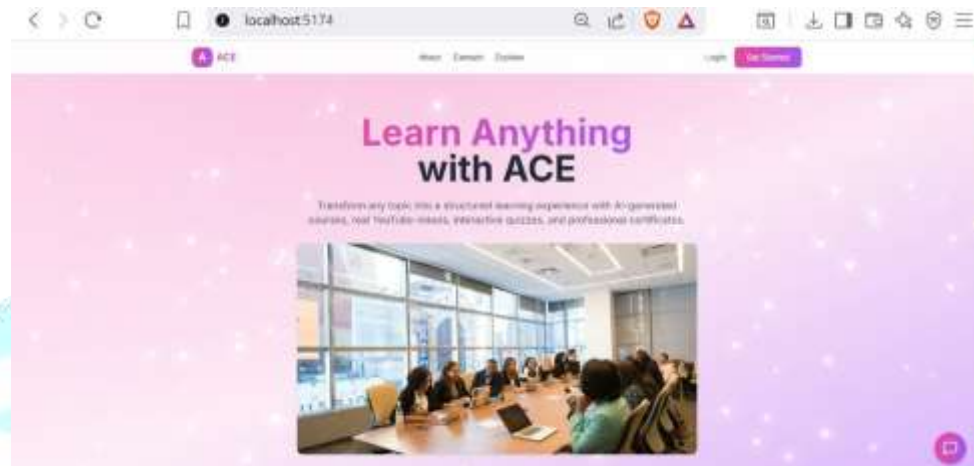 localhost:5174
A ACE
About Contact Explore
Login Get Started
Learn Anything
with ACE
Transform any topic into a structured learning experience with AI-generated
courses, real YouTube videos, interactive quizzes, and professional certificates.